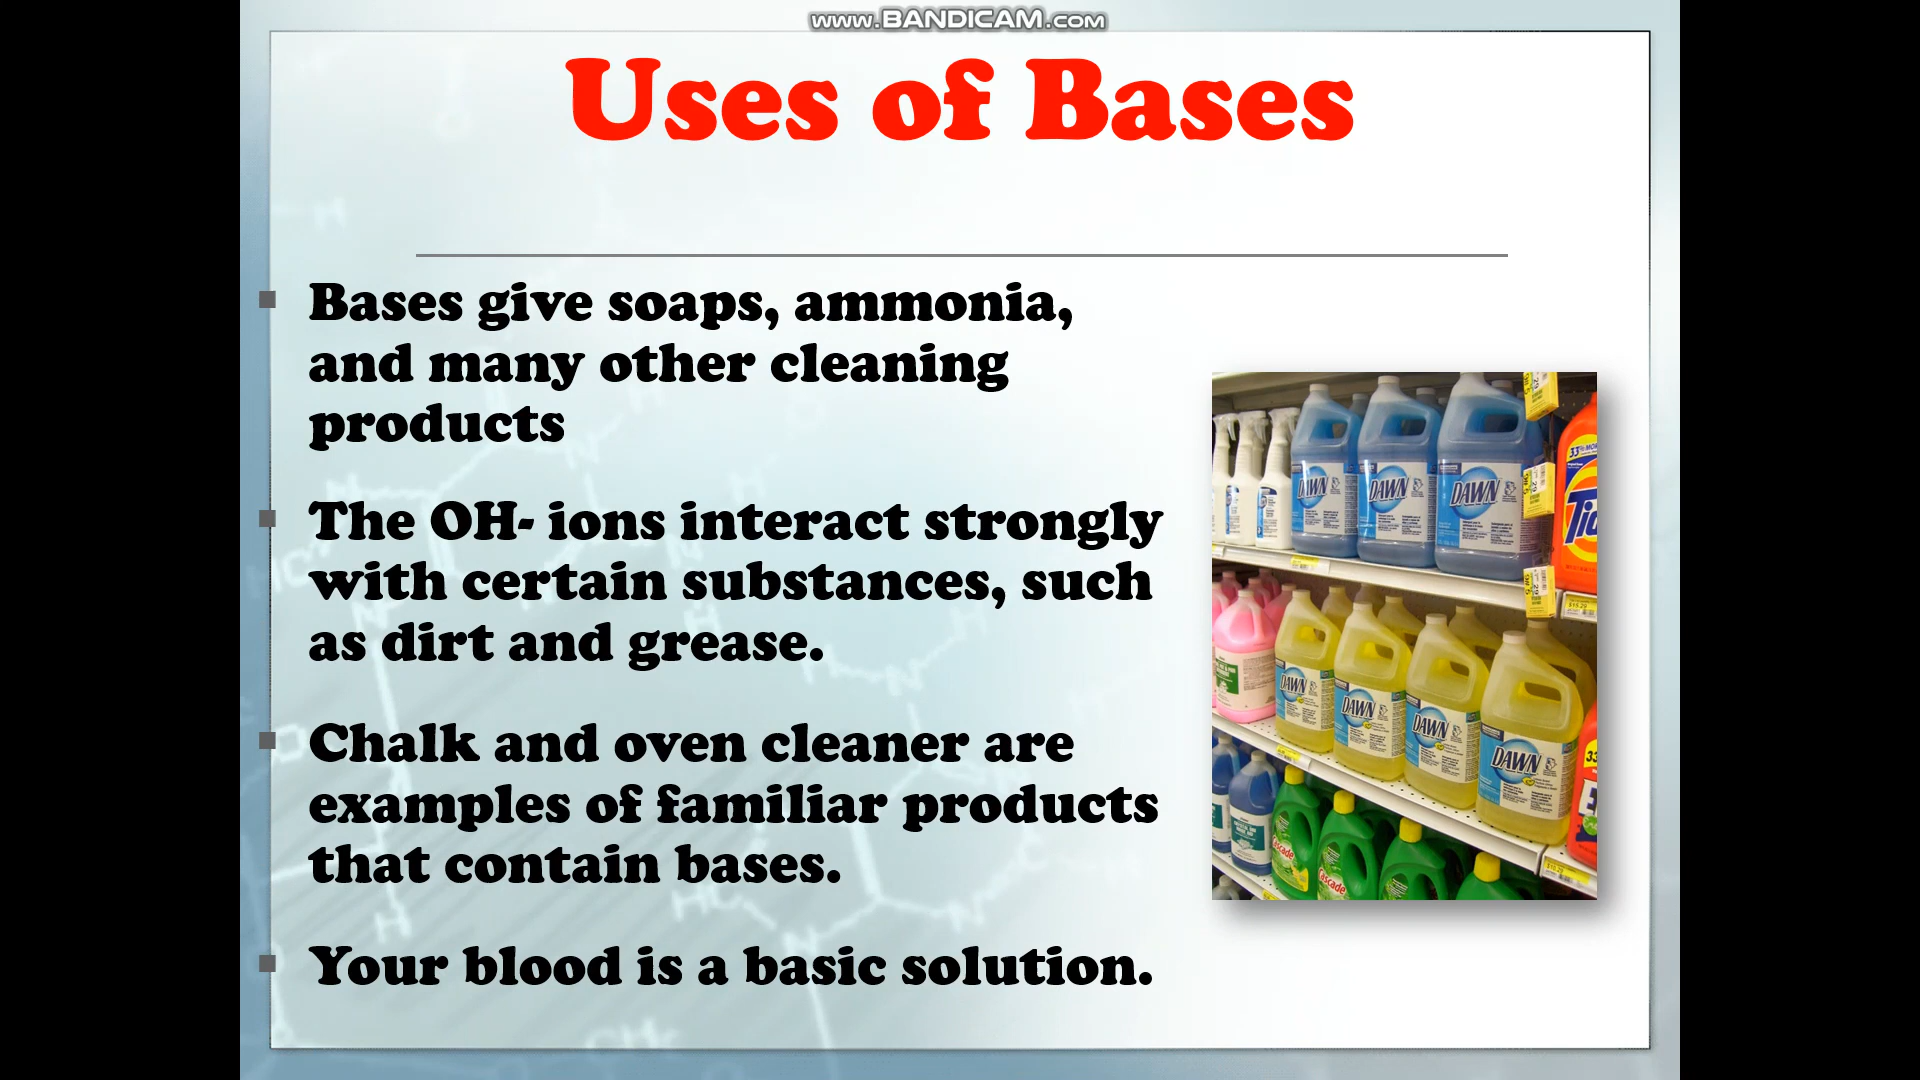 www.BANDICAM.com
Uses of Bases
Bases give soaps, ammonia,
and many other cleaning
products
The OH- ions interact strongly
with certain substances, such
as dirt and grease.
Chalk and oven cleaner are
examples of familiar products
that contain bases.
Your blood is a basic solution.
DAWN DAWN DAWN
DAWN DAWN DAWN DAWN
Cascade Cascade